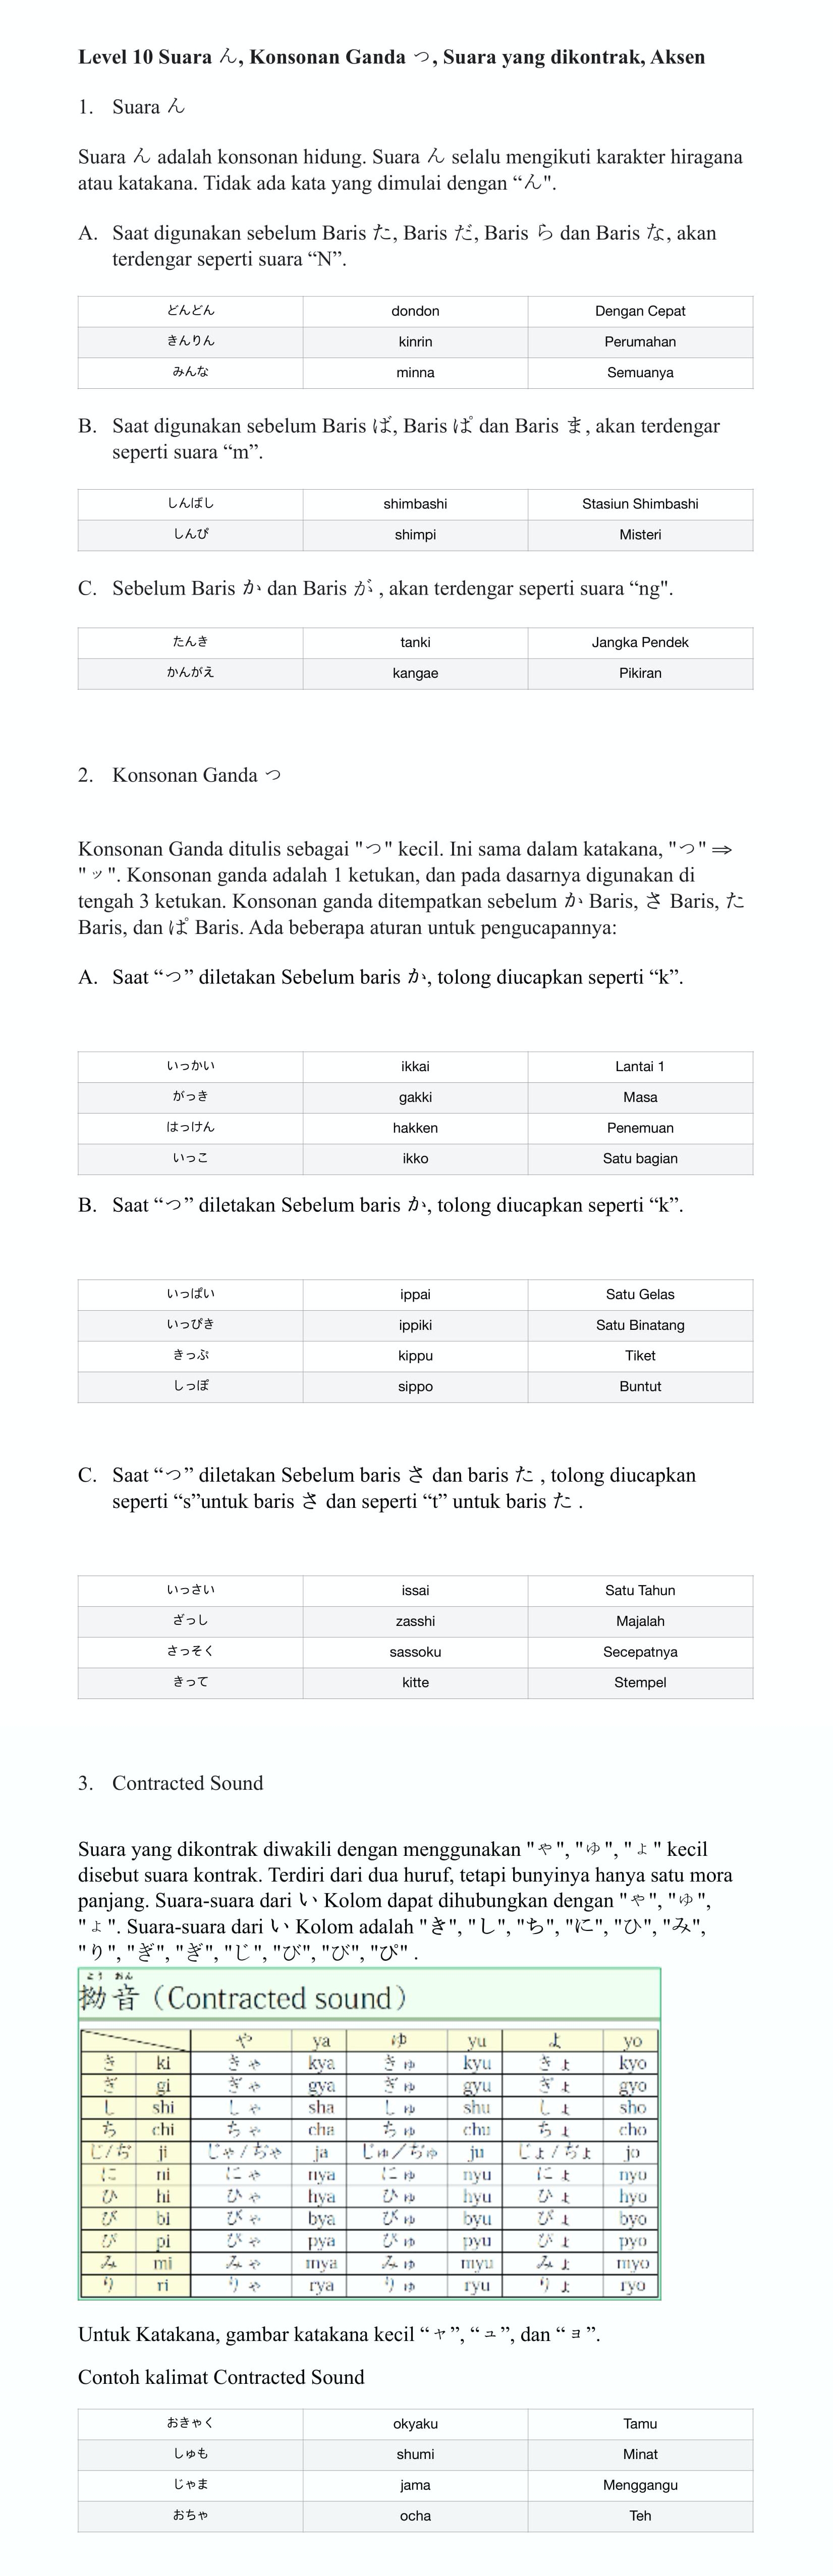 Level 10 Suara ん, Konsonan Ganda っ, Suara yang dikontrak, Aksen
1. Suara ん
Suara ん adalah konsonan hidung. Suara ん selalu mengikuti karakter hiragana
atau katakana. Tidak ada kata yang dimulai dengan “ん".
A. Saat digunakan sebelum Baris た, Baris だ, Baris ら dan Baris な, akan
terdengar seperti suara “N”.
どんどん dondon Dengan Cepat
きんりん kinrin Perumahan
みんな minna Semuanya
B. Saat digunakan sebelum Baris ば, Baris ぱ dan Baris ま, akan terdengar
seperti suara “m”.
しんばし shimbashi Stasiun Shimbashi
しんぴ shimpi Misteri
C. Sebelum Baris か dan Baris が , akan terdengar seperti suara “ng".
たんき tanki Jangka Pendek
かんがえ kangae Pikiran
2. Konsonan Ganda っ
Konsonan Ganda ditulis sebagai "っ" kecil. Ini sama dalam katakana, "っ" ⇒
"ッ". Konsonan ganda adalah 1 ketukan, dan pada dasarnya digunakan di
tengah 3 ketukan. Konsonan ganda ditempatkan sebelum か Baris, さ Baris, た
Baris, dan ぱ Baris. Ada beberapa aturan untuk pengucapannya:
A. Saat “っ” diletakan Sebelum baris か, tolong diucapkan seperti “k”.
いっかい ikkai Lantai 1
がっき gakki Masa
はっけん hakken Penemuan
いっこ ikko Satu bagian
B. Saat “っ” diletakan Sebelum baris か, tolong diucapkan seperti “k”.
いっぱい ippai Satu Gelas
いっぴき ippiki Satu Binatang
きっぷ kippu Tiket
しっぽ sippo Buntut
C. Saat “っ” diletakan Sebelum baris さ dan baris た , tolong diucapkan
seperti “s”untuk baris さ dan seperti “t” untuk baris た .
いっさい issai Satu Tahun
ざっし zasshi Majalah
さっそく sassoku Secepatnya
きって kitte Stempel
3. Contracted Sound
Suara yang dikontrak diwakili dengan menggunakan "ゃ", "ゅ", "ょ" kecil
disebut suara kontrak. Terdiri dari dua huruf, tetapi bunyinya hanya satu mora
panjang. Suara-suara dari い Kolom dapat dihubungkan dengan "ゃ", "ゅ",
"ょ". Suara-suara dari い Kolom adalah "き", "し", "ち", "に", "ひ", "み",
"り", "ぎ", "ぎ", "じ", "び", "び", "ぴ" .
こう おん
拗音（Contracted sound）
や ya ゆ yu よ yo
き ki きゃ kya きゅ kyu きょ kyo
ぎ gi ぎゃ gya ぎゅ gyu ぎょ gyo
し shi しゃ sha しゅ shu しょ sho
ち chi ちゃ cha ちゅ chu ちょ cho
じ/ぢ ji じゃ/ぢゃ ja じゅ/ぢゅ ju じょ/ぢょ jo
に ni にゃ nya にゅ nyu にょ nyo
ひ hi ひゃ hya ひゅ hyu ひょ hyo
び bi びゃ bya びゅ byu びょ byo
ぴ pi ぴゃ pya ぴゅ pyu ぴょ pyo
み mi みゃ mya みゅ myu みょ myo
り ri りゃ rya りゅ ryu りょ ryo
Untuk Katakana, gambar katakana kecil “ャ”, “ュ”, dan “ョ”.
Contoh kalimat Contracted Sound
おきゃく okyaku Tamu
しゅも shumi Minat
じゃま jama Menggangu
おちゃ ocha Teh